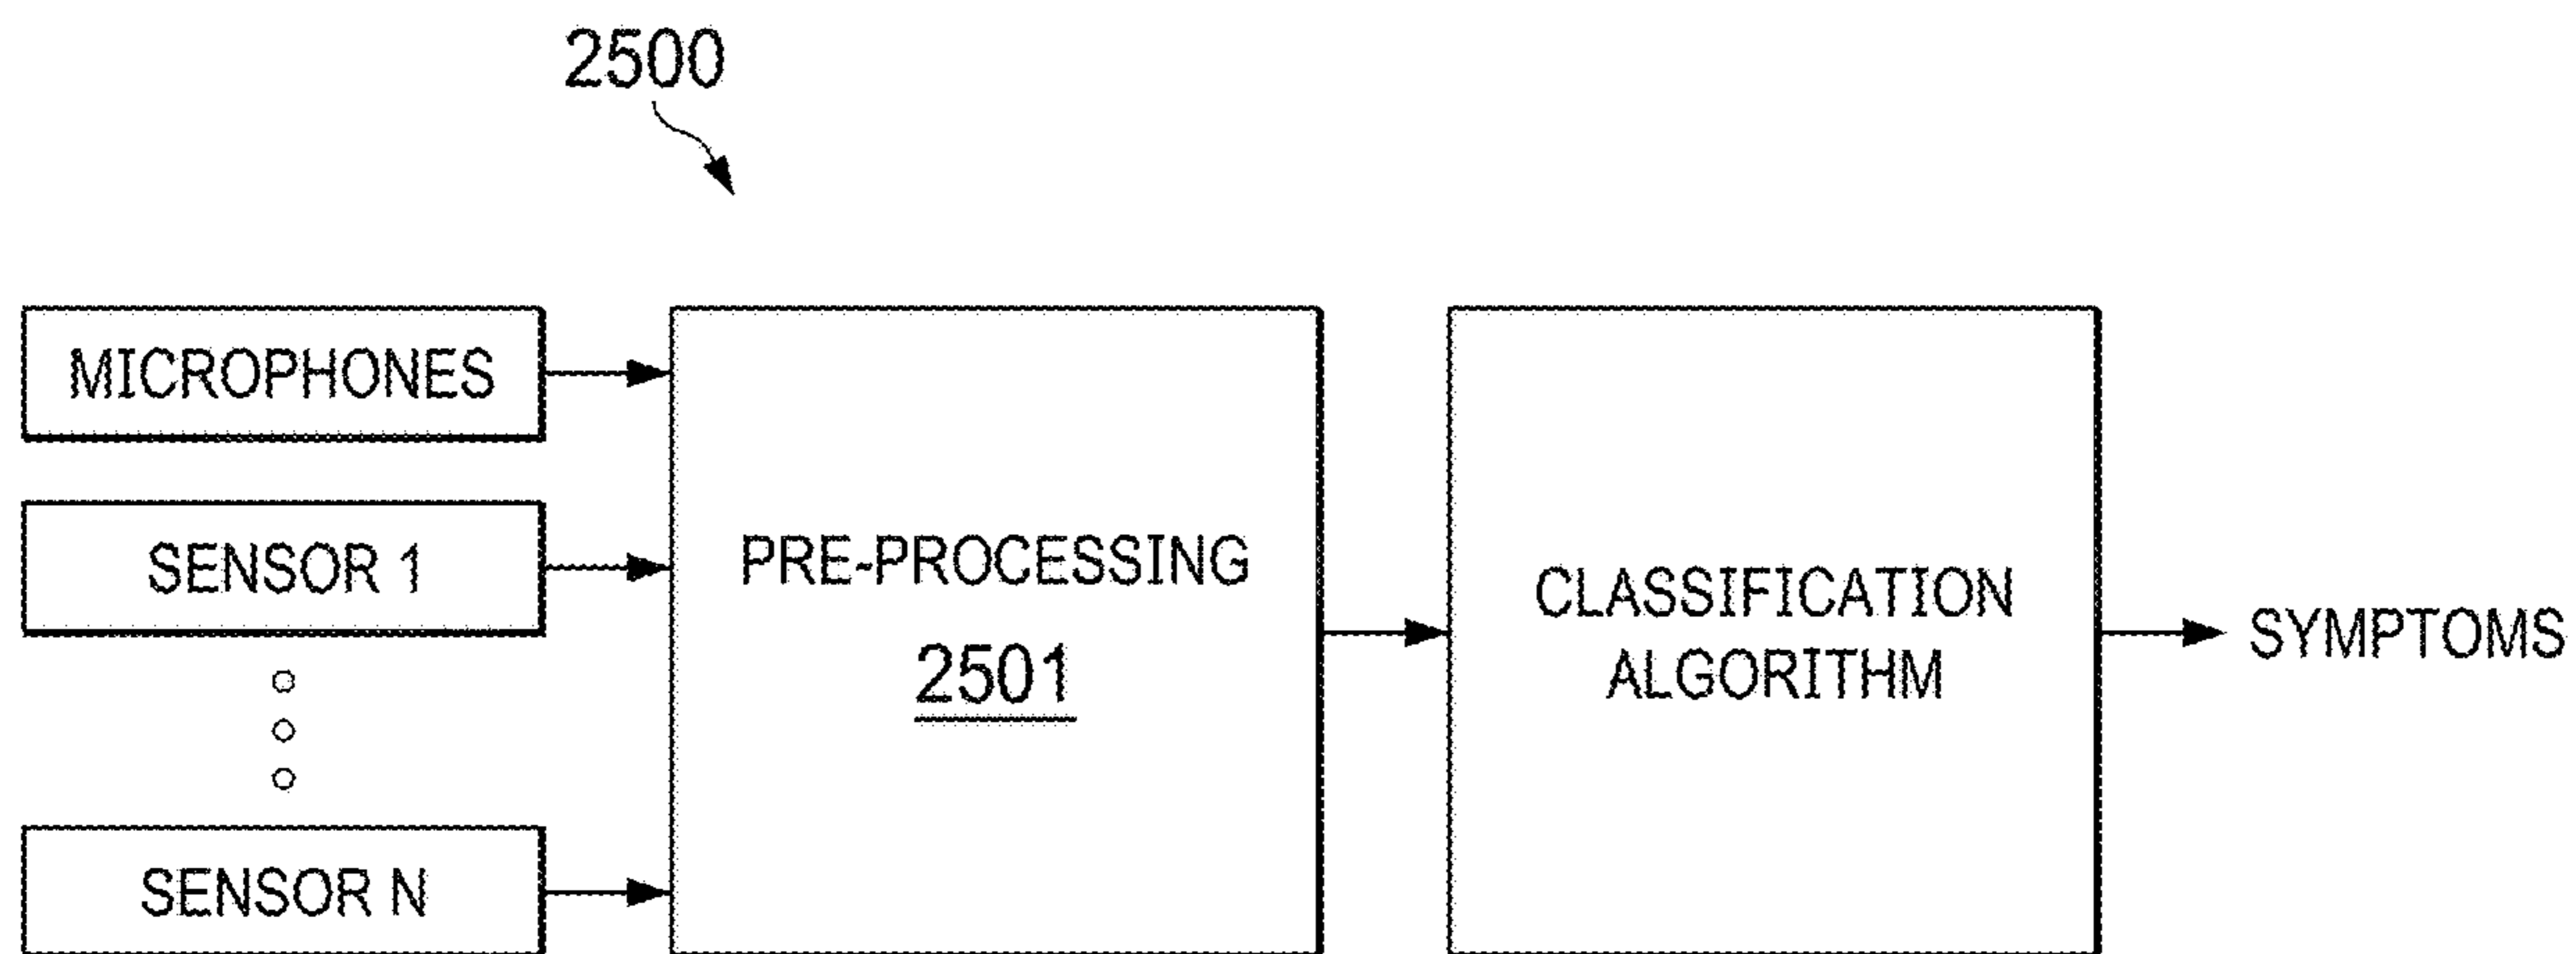 2500
MICROPHONES
SENSOR 1
SENSOR N
PRE-PROCESSING
2501
CLASSIFICATION
ALGORITHM
SYMPTOMS